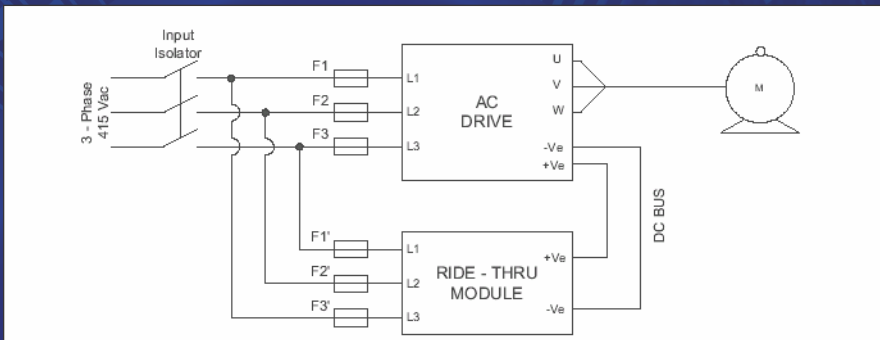 Input
Isolator
3 - Phase
415 Vac
F1
F2
F3
L1
L2
L3
AC
DRIVE
U
V
W
-Ve
+Ve
M
DC BUS
F1'
F2'
F3'
L1
L2
L3
RIDE - THRU
MODULE
+Ve
-Ve